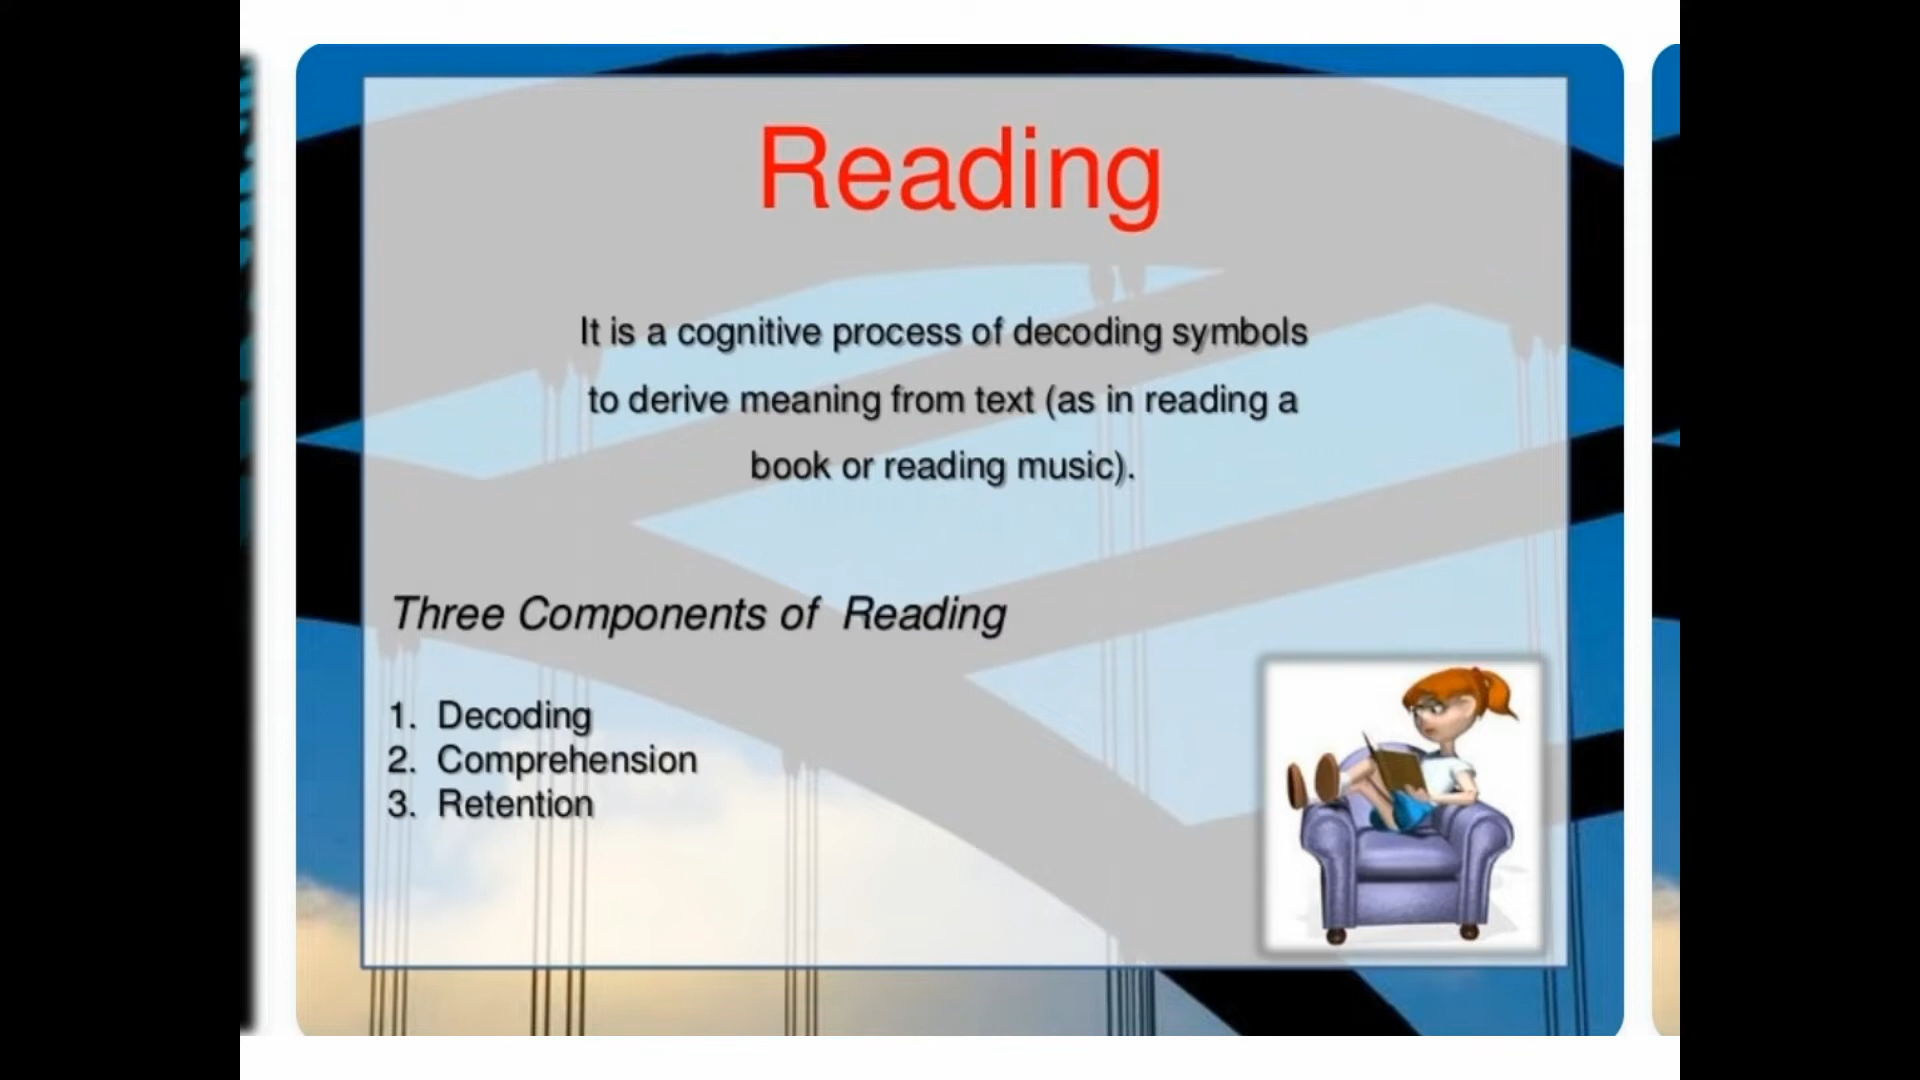 Reading
It is a cognitive process of decoding symbols
to derive meaning from text (as in reading a
book or reading music).
Three Components of Reading
1. Decoding
2. Comprehension
3. Retention